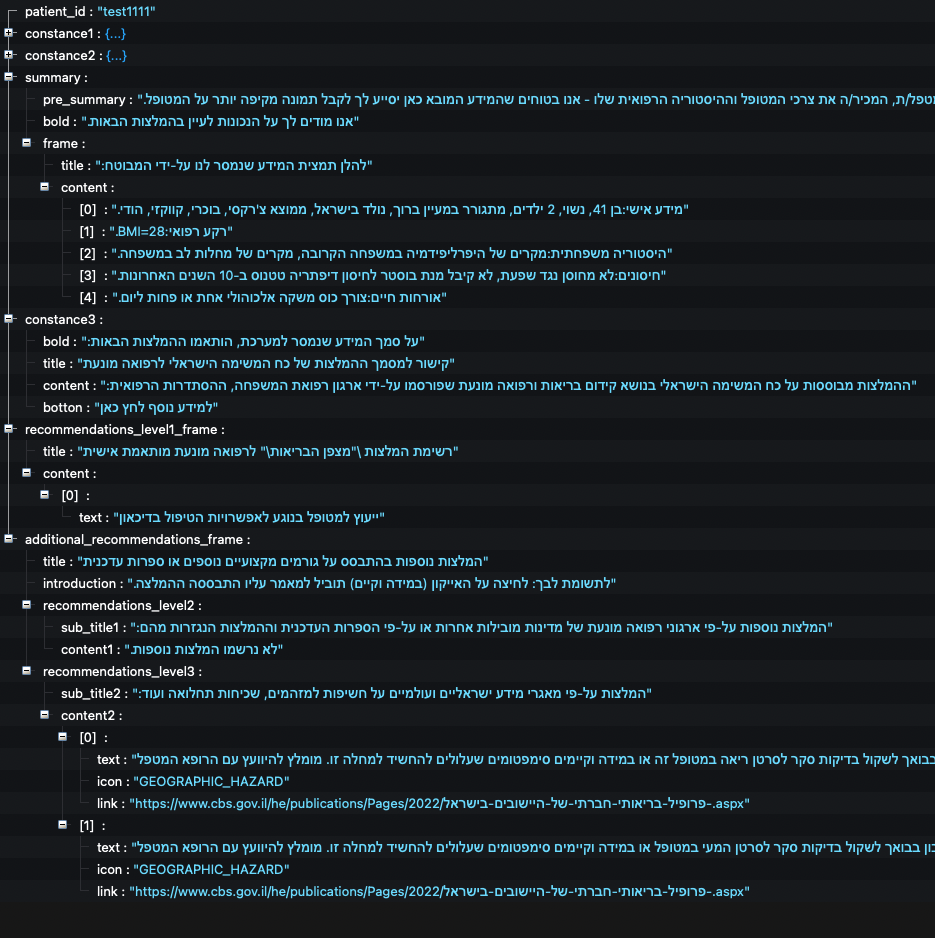 patient_id : "test1111"
constance1 : {...}
constance2 : {...}
summary :
pre_summary : "טפל/ת, המכיר/ה את צרכי המטופל וההיסטוריה הרפואית שלו - אנו בטוחים שהמידע המובא כאן יסייע לך לקבל תמונה מקיפה יותר על המטופל.
bold : "אנו מודים לך על הנכונות לעיין בהמלצות הבאות."
frame :
title : "להלן תמצית המידע שנמסר לנו על-ידי המבוטח:"
content :
[0] : "מידע אישי:בן 41, נשוי, 2 ילדים, מתגורר במעיין ברוך, נולד בישראל, ממוצא צ'רקסי, בוכרי, קווקזי, הודי."
[1] : "רקע רפואי:BMI=28."
[2] : "היסטוריה משפחתית:מקרים של היפרליפידמיה במשפחה הקרובה, מקרים של מחלות לב במשפחה."
[3] : "חיסונים:לא מחוסן נגד שפעת, לא קיבל מנת בוסטר לחיסון דיפתריה טטנוס ב-10 השנים האחרונות."
[4] : "אורחות חיים:צורך כוס משקה אלכוהולי אחת או פחות ליום."
constance3 :
bold : "על סמך המידע שנמסר למערכת, הותאמו ההמלצות הבאות:"
title : "קישור למסמך ההמלצות של כח המשימה הישראלי לרפואה מונעת"
content : "ההמלצות מבוססות על כח המשימה הישראלי בנושא קידום בריאות ורפואה מונעת שפורסמו על-ידי ארגון רפואת המשפחה, ההסתדרות הרפואית:"
botton : "למידע נוסף לחץ כאן"
recommendations_level1_frame :
title : "רשימת המלצות \"מצפן הבריאות\" לרפואה מונעת מותאמת אישית"
content :
[0] :
text : "ייעוץ למטופל בנוגע לאפשרויות הטיפול בדיכאון"
additional_recommendations_frame :
title : "המלצות נוספות בהתבסס על גורמים מקצועיים נוספים או ספרות עדכנית"
introduction : "לתשומת לבך: לחיצה על האייקון (במידה וקיים) תוביל למאמר עליו התבססה ההמלצה."
recommendations_level2 :
sub_title1 : "המלצות נוספות על-פי ארגוני רפואה מונעת של מדינות מובילות אחרות או על-פי הספרות העדכנית וההמלצות הנגזרות מהם:"
content1 : "לא נרשמו המלצות נוספות."
recommendations_level3 :
sub_title2 : "המלצות על-פי מאגרי מידע ישראליים ועולמיים על חשיפות למזהמים, שכיחות תחלואה ועוד:"
content2 :
[0] :
text : "בבואך לשקול בדיקות סקר לסרטן ריאה במטופל זה או במידה וקיימים סימפטומים שעלולים להחשיד למחלה זו. מומלץ להיוועץ עם הרופא המטפל
icon : "GEOGRAPHIC_HAZARD"
link : "https://www.cbs.gov.il/he/publications/Pages/2022/פרופיל-בריאותי-חברתי-של-היישובים-בישראל-.aspx"
[1] :
text : "בון בבואך לשקול בדיקות סקר לסרטן המעי במטופל או במידה וקיימים סימפטומים שעלולים להחשיד למחלה זו. מומלץ להיוועץ עם הרופא המטפל
icon : "GEOGRAPHIC_HAZARD"
link : "https://www.cbs.gov.il/he/publications/Pages/2022/פרופיל-בריאותי-חברתי-של-היישובים-בישראל-.aspx"